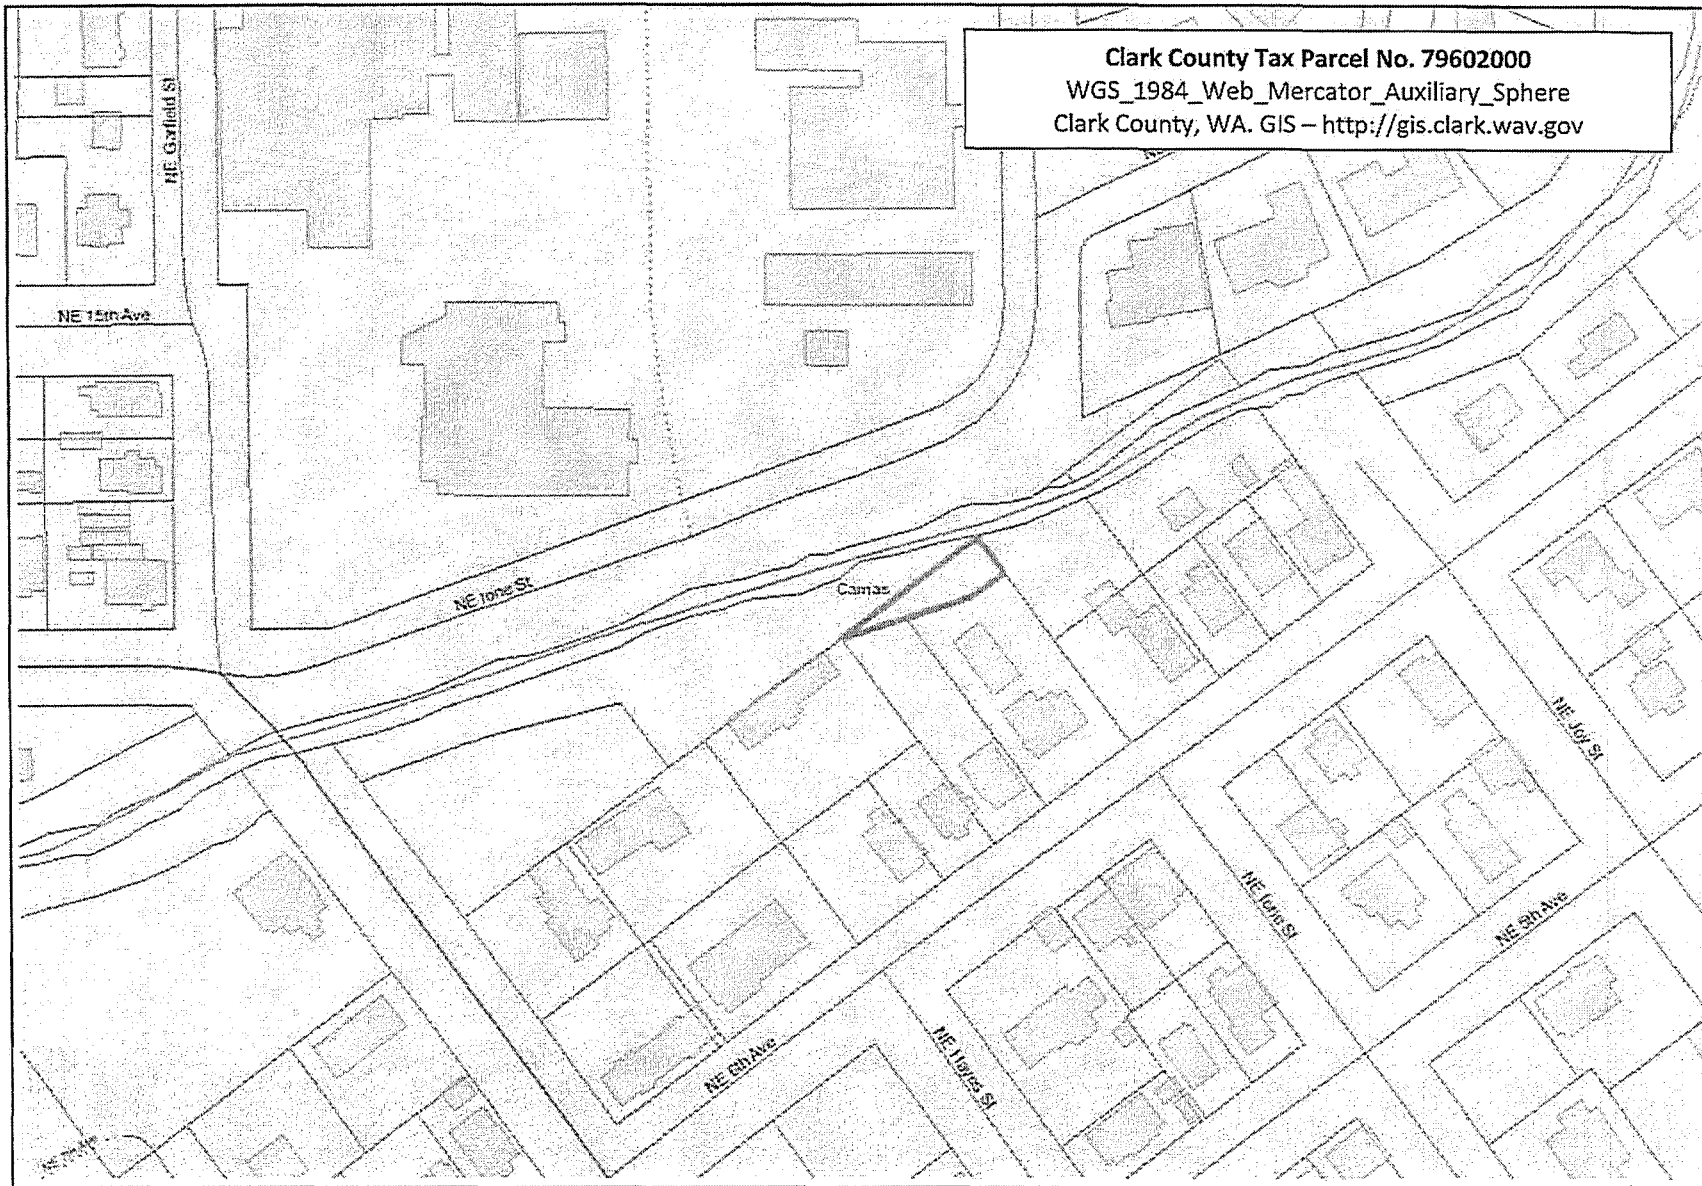 Clark County Tax Parcel No. 79602000
WGS_1984_Web_Mercator_Auxiliary_Sphere
Clark County, WA. GIS – http://gis.clark.wav.gov
NE Garfield St
NE 15th Ave
NE Ione St
Camas
NE Joy St
NE Ione St
NE 5th Ave
NE 6th Ave
NE Hayes St